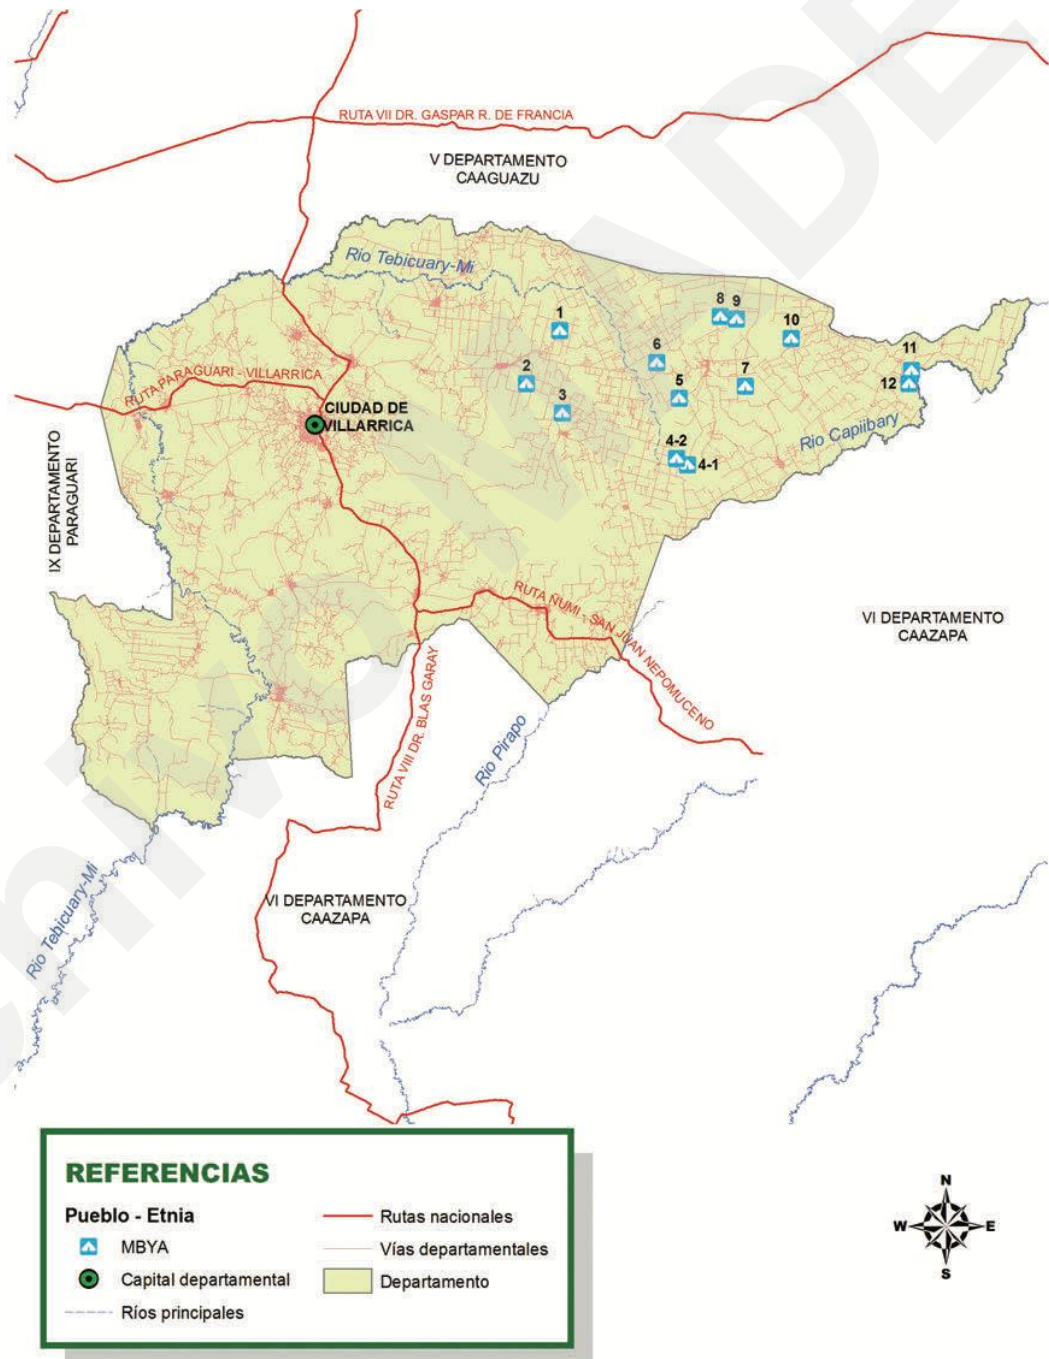 RUTA VII DR. GASPAR R. DE FRANCIA
V DEPARTAMENTO
CAAGUAZU
Rio Tebicuary-Mi
8
9
1
10
6
11
RUTA PARAGUARI - VILLARRICA
2
5
7
12
3
CIUDAD DE
VILLARRICA
Rio Capiibary
4-2
4-1
IX DEPARTAMENTO
PARAGUARI
RUTA ÑUMI - SAN JUAN NEPOMUCENO
VI DEPARTAMENTO
CAAZAPA
RUTA VIII DR. BLAS GARAY
Rio Pirapo
VI DEPARTAMENTO
CAAZAPA
Rio Tebicuary-Mi
REFERENCIAS
Pueblo - Etnia
MBYA
Capital departamental
Ríos principales
Rutas nacionales
Vías departamentales
Departamento
N
W
E
S